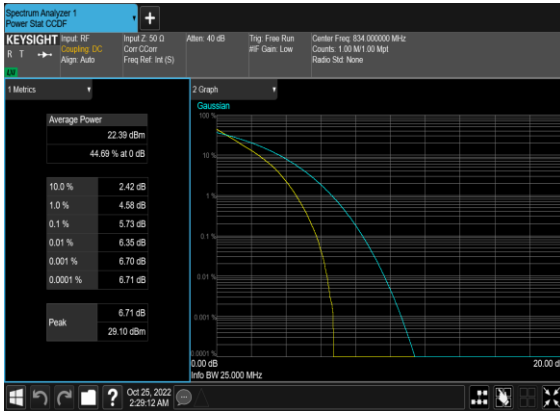 Spectrum Analyzer 1
Power Stat CCDF
KEYSIGHT
R T
LXI
Input: RF
Coupling: DC
Align: Auto
Input Z: 50 Ω
Corr CCorr
Freq Ref: Int (S)
Atten: 40 dB
Trig: Free Run
#IF Gain: Low
Center Freq: 834.000000 MHz
Counts: 1.00 M/1.00 Mpt
Radio Std: None
1 Metrics
Average Power
22.39 dBm
44.69 % at 0 dB
10.0 % 2.42 dB
1.0 % 4.58 dB
0.1 % 5.73 dB
0.01 % 6.35 dB
0.001 % 6.70 dB
0.0001 % 6.71 dB
Peak
6.71 dB
29.10 dBm
2 Graph
Gaussian
100 %
10 %
1 %
0.1 %
0.01 %
0.001 %
0.0001 %
0.00 dB
20.00 d
Info BW 25.000 MHz
Oct 25, 2022
2:29:12 AM